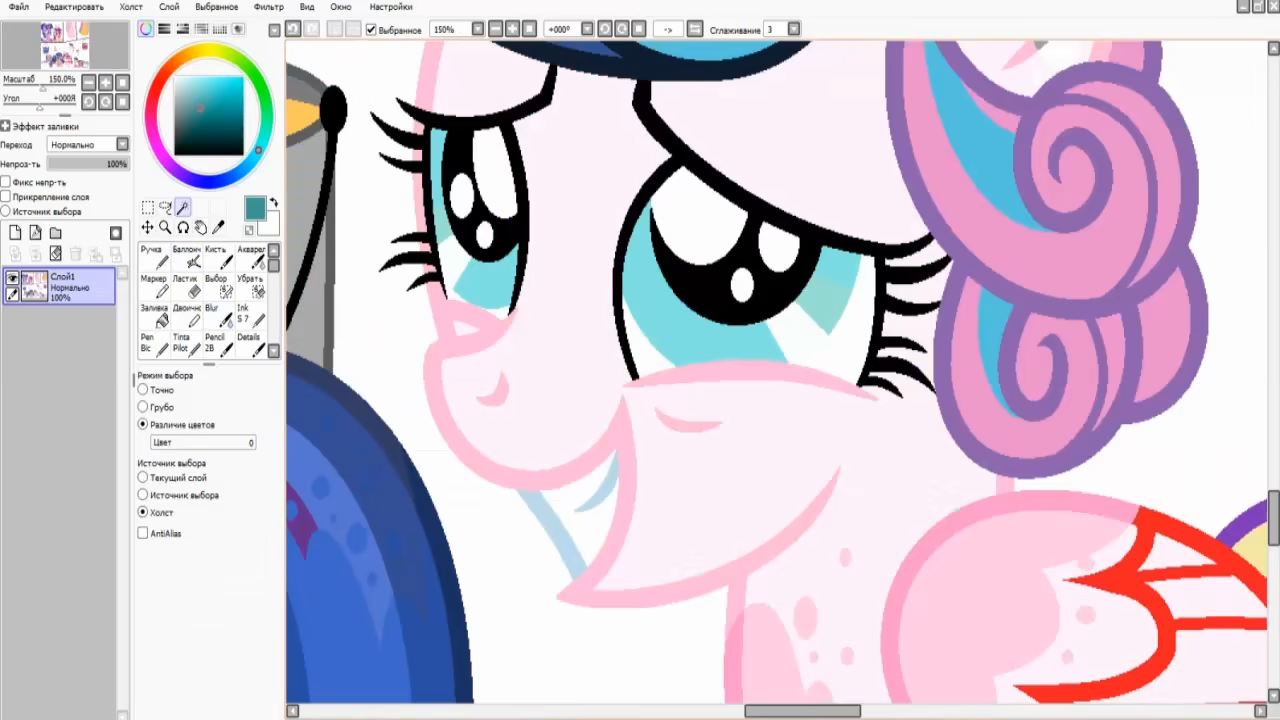 Файл Редактировать Холст Слой Выбранное Фильтр Вид Окно Настройки
Выбранное 150% +000° -> Сглаживание 3
Масштаб 150.0%
Угол +000Я
Эффект заливки
Переход Нормально
Непроз-ть 100%
Фикс непр-ть
Прикрепление слоя
Источник выбора
Слой1
Нормально
100%
Ручка Баллонч Кисть Акварел
Маркер Ластик Выбор Убрать
Заливка Двоичн Blur Ink
S.7
Pen Tinta Pencil Details
Bic Pilot 2B
Режим выбора
Точно
Грубо
Различие цветов
Цвет 0
Источник выбора
Текущий слой
Источник выбора
Холст
AntiAlias